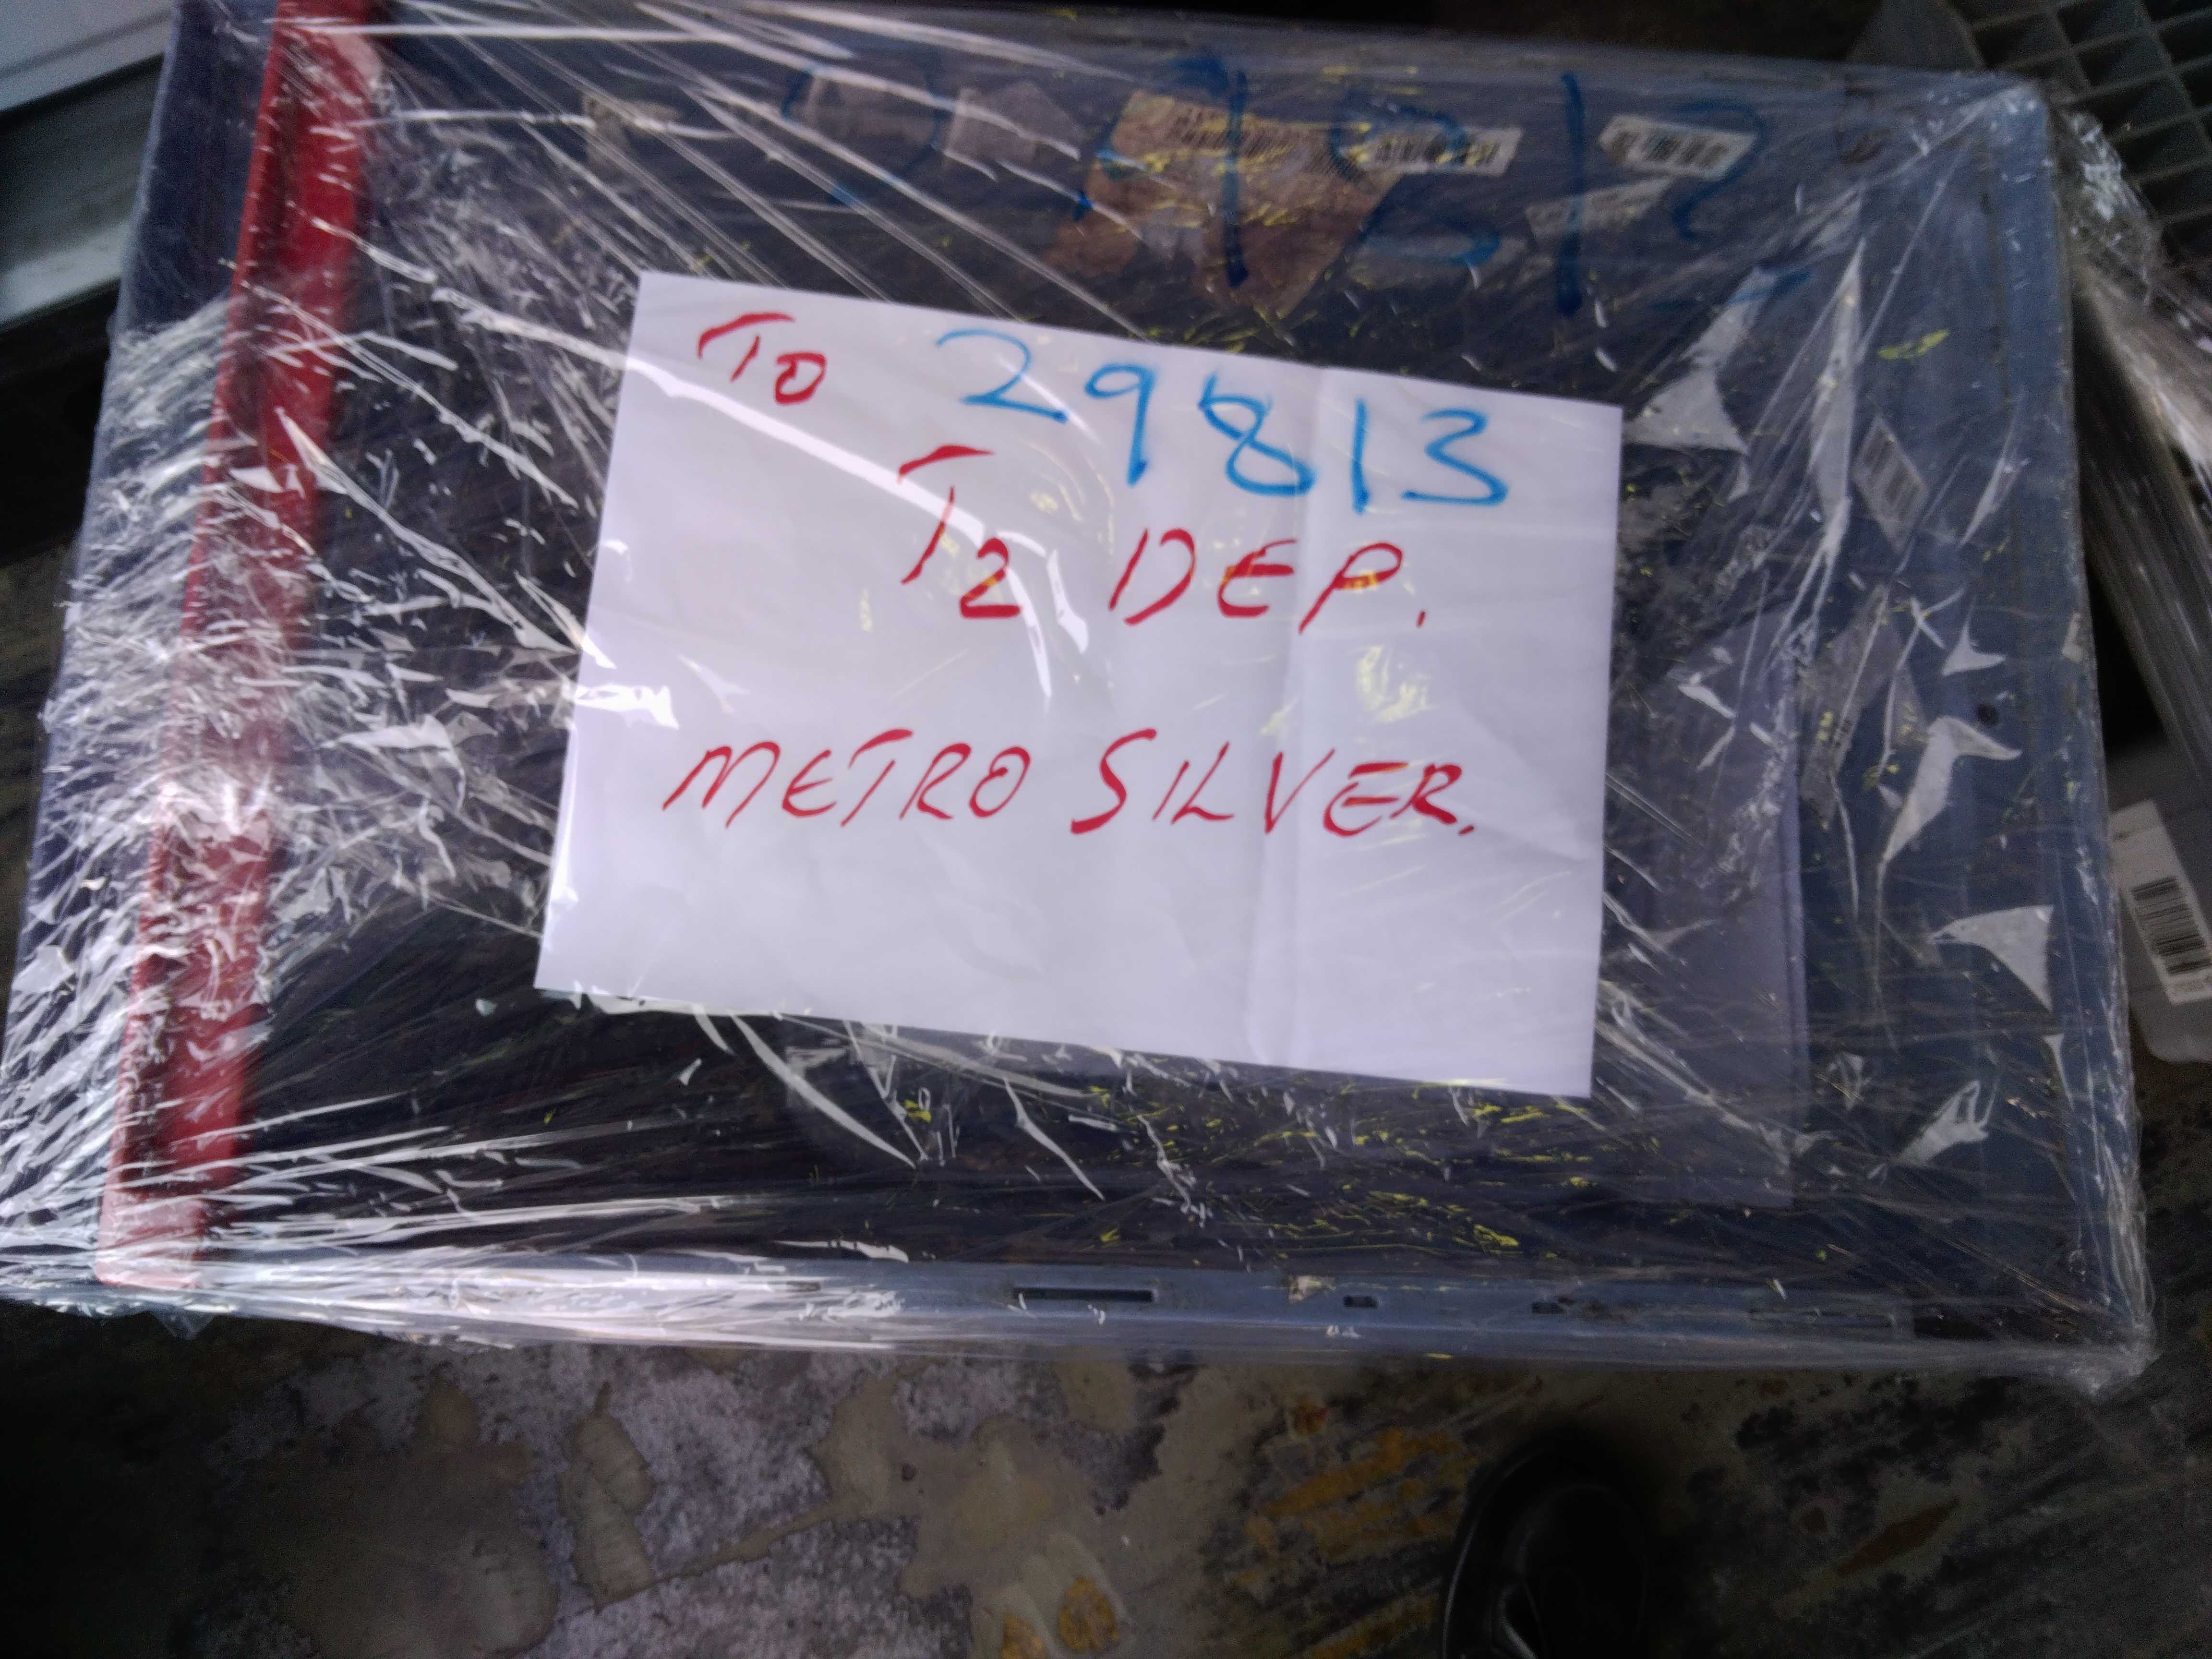 To 29813
T2 DEP.
METRO SILVER.